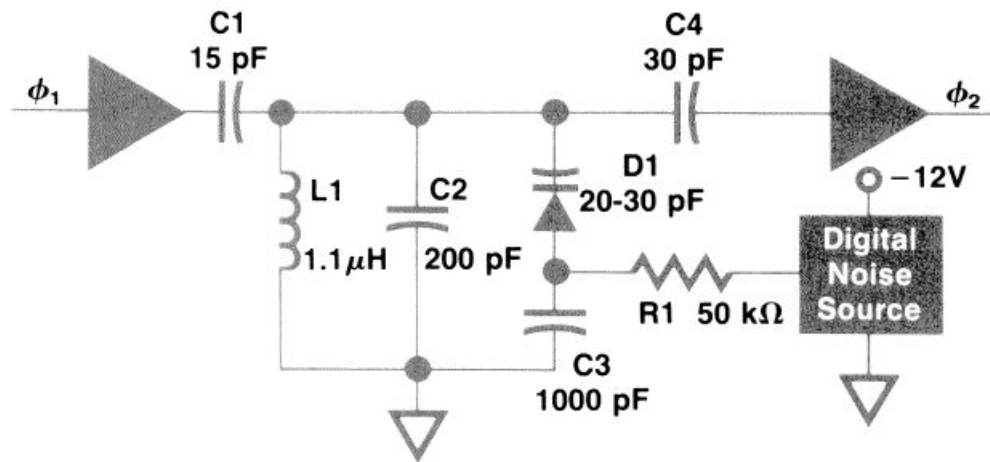 C1
15 pF
C4
30 pF
ϕ₁
ϕ₂
L1
1.1μH
C2
200 pF
D1
20-30 pF
−12V
Digital
Noise
Source
R1 50 kΩ
C3
1000 pF